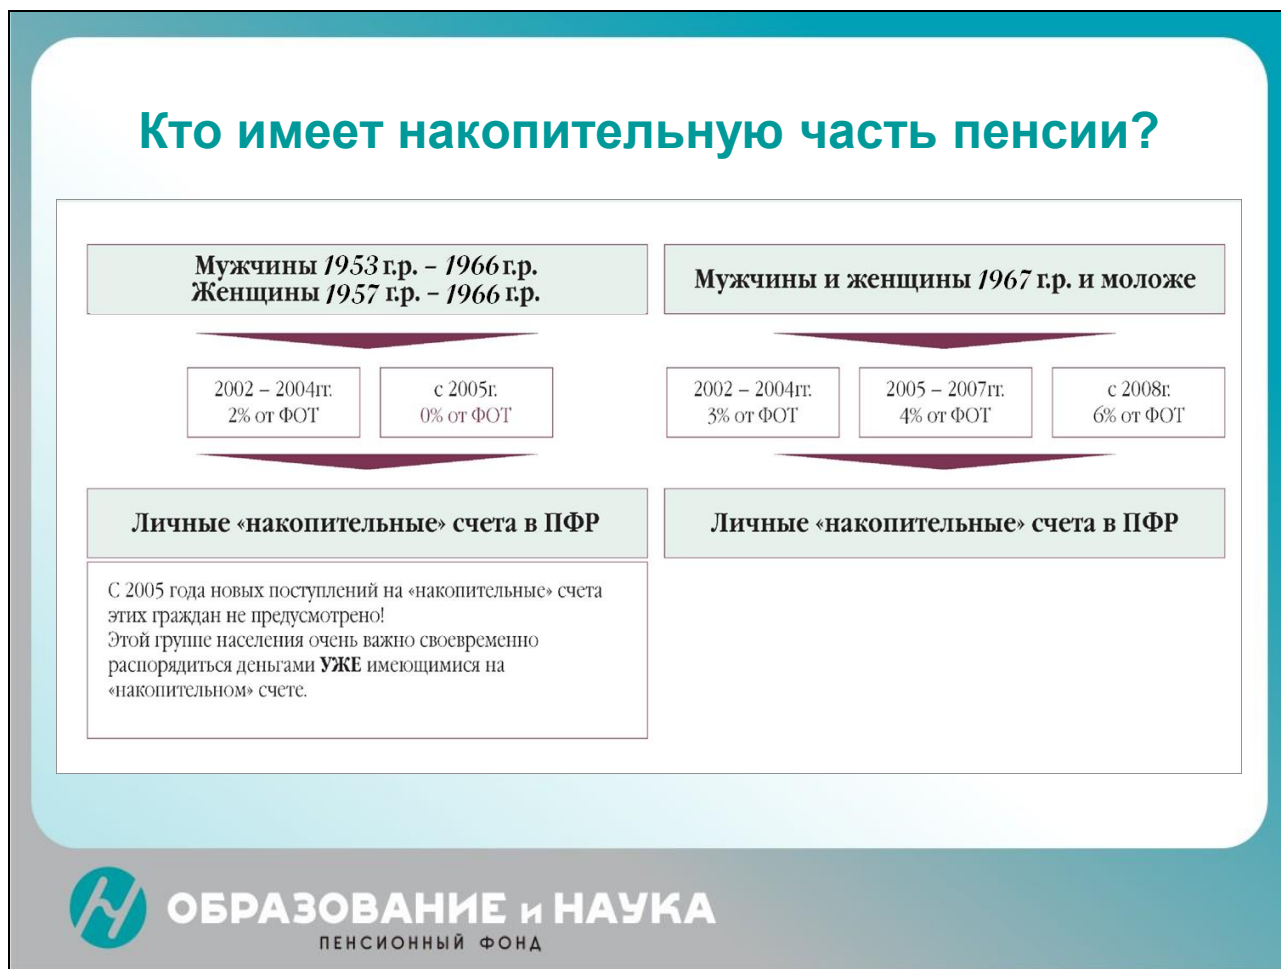 Кто имеет накопительную часть пенсии?
Мужчины 1953 г.р. – 1966 г.р.
Женщины 1957 г.р. – 1966 г.р.
2002 – 2004гг.
2% от ФОТ
с 2005г.
0% от ФОТ
Личные «накопительные» счета в ПФР
С 2005 года новых поступлений на «накопительные» счета
этих граждан не предусмотрено!
Этой группе населения очень важно своевременно
распорядиться деньгами УЖЕ имеющимися на
«накопительном» счете.
Мужчины и женщины 1967 г.р. и моложе
2002 – 2004гг.
3% от ФОТ
2005 – 2007гг.
4% от ФОТ
с 2008г.
6% от ФОТ
Личные «накопительные» счета в ПФР
ОБРАЗОВАНИЕ и НАУКА
ПЕНСИОННЫЙ ФОНД